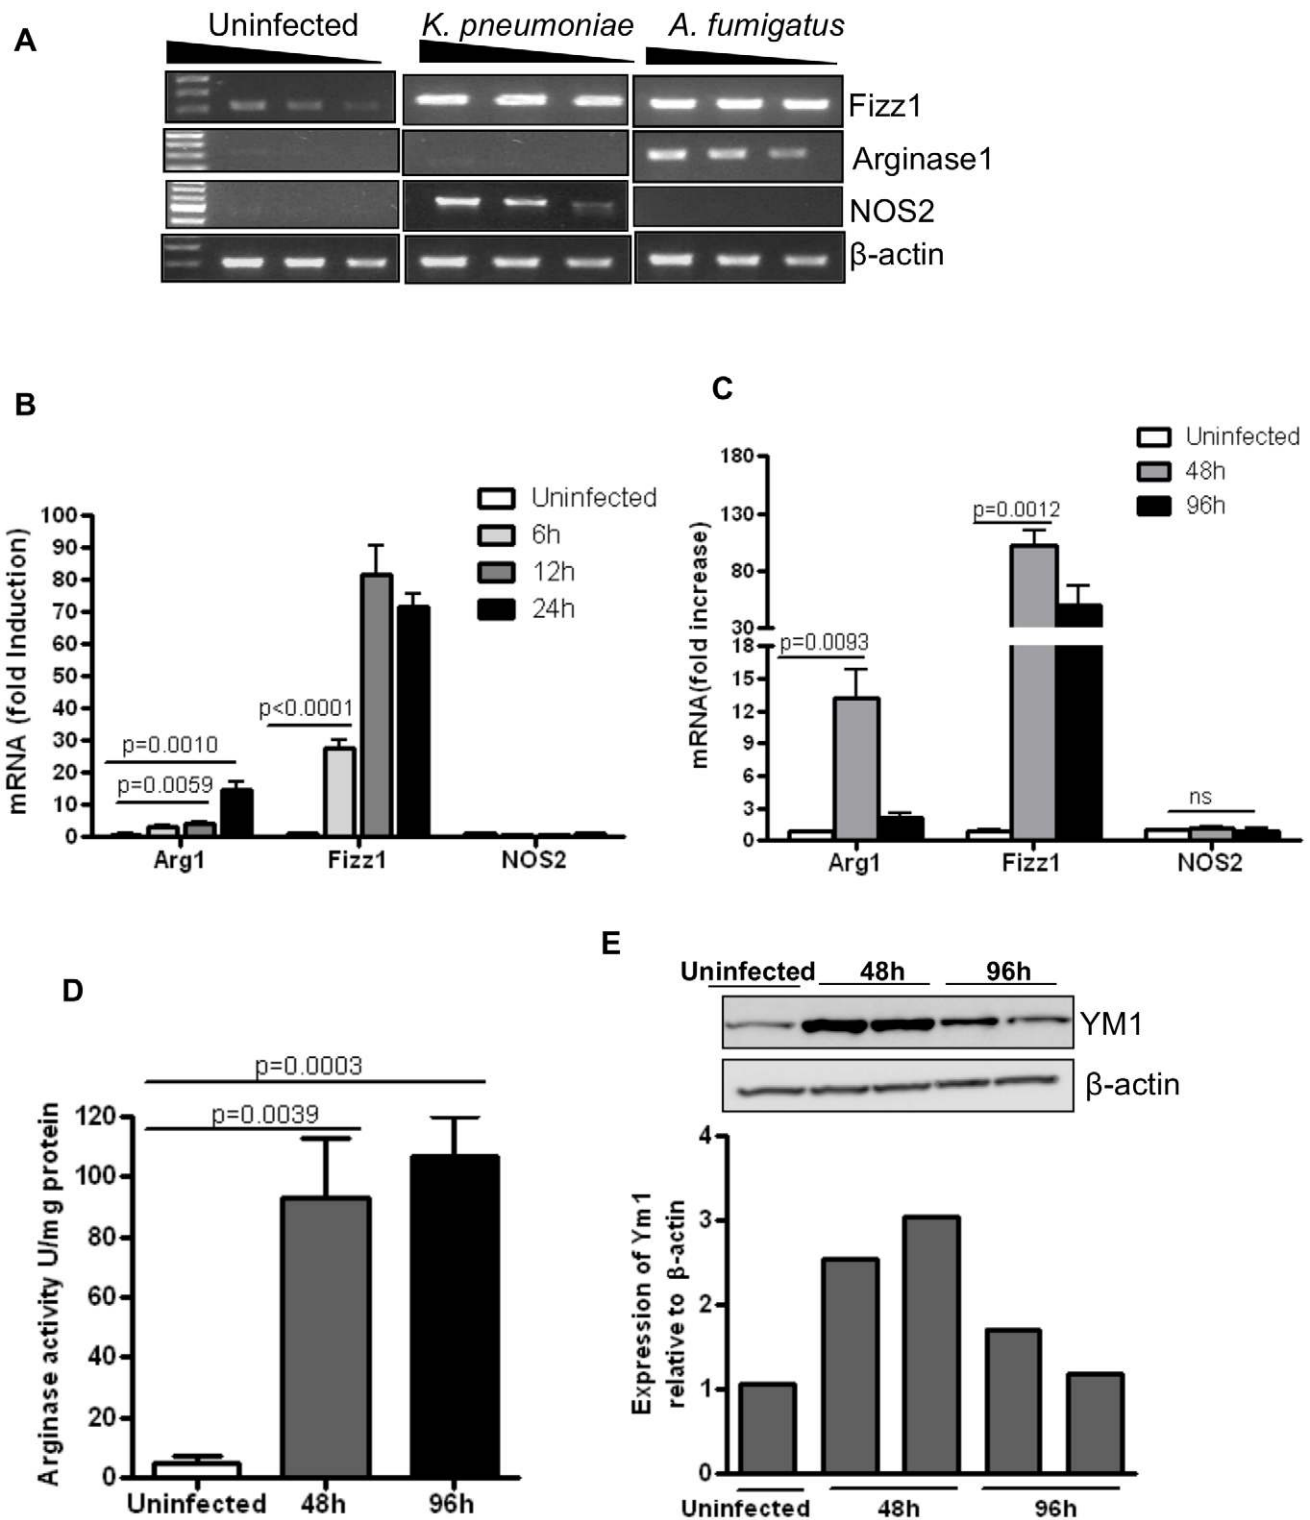 A
Uninfected
K. pneumoniae
A. fumigatus
Fizz1
Arginase1
NOS2
β-actin
B
Uninfected
6h
12h
24h
mRNA (fold Induction)
100
90
80
70
60
50
40
30
20
10
0
p=0.0010
p=0.0059
p<0.0001
Arg1 Fizz1 NOS2
C
Uninfected
48h
96h
mRNA(fold increase)
180
130
80
30
18
15
12
9
6
3
0
p=0.0093
p=0.0012
ns
Arg1 Fizz1 NOS2
D
Arginase activity U/mg protein
120
100
80
60
40
20
0
p=0.0003
p=0.0039
Uninfected 48h 96h
E
Uninfected 48h 96h
YM1
β-actin
Expression of Ym1
relative to β-actin
4
3
2
1
0
Uninfected 48h 96h